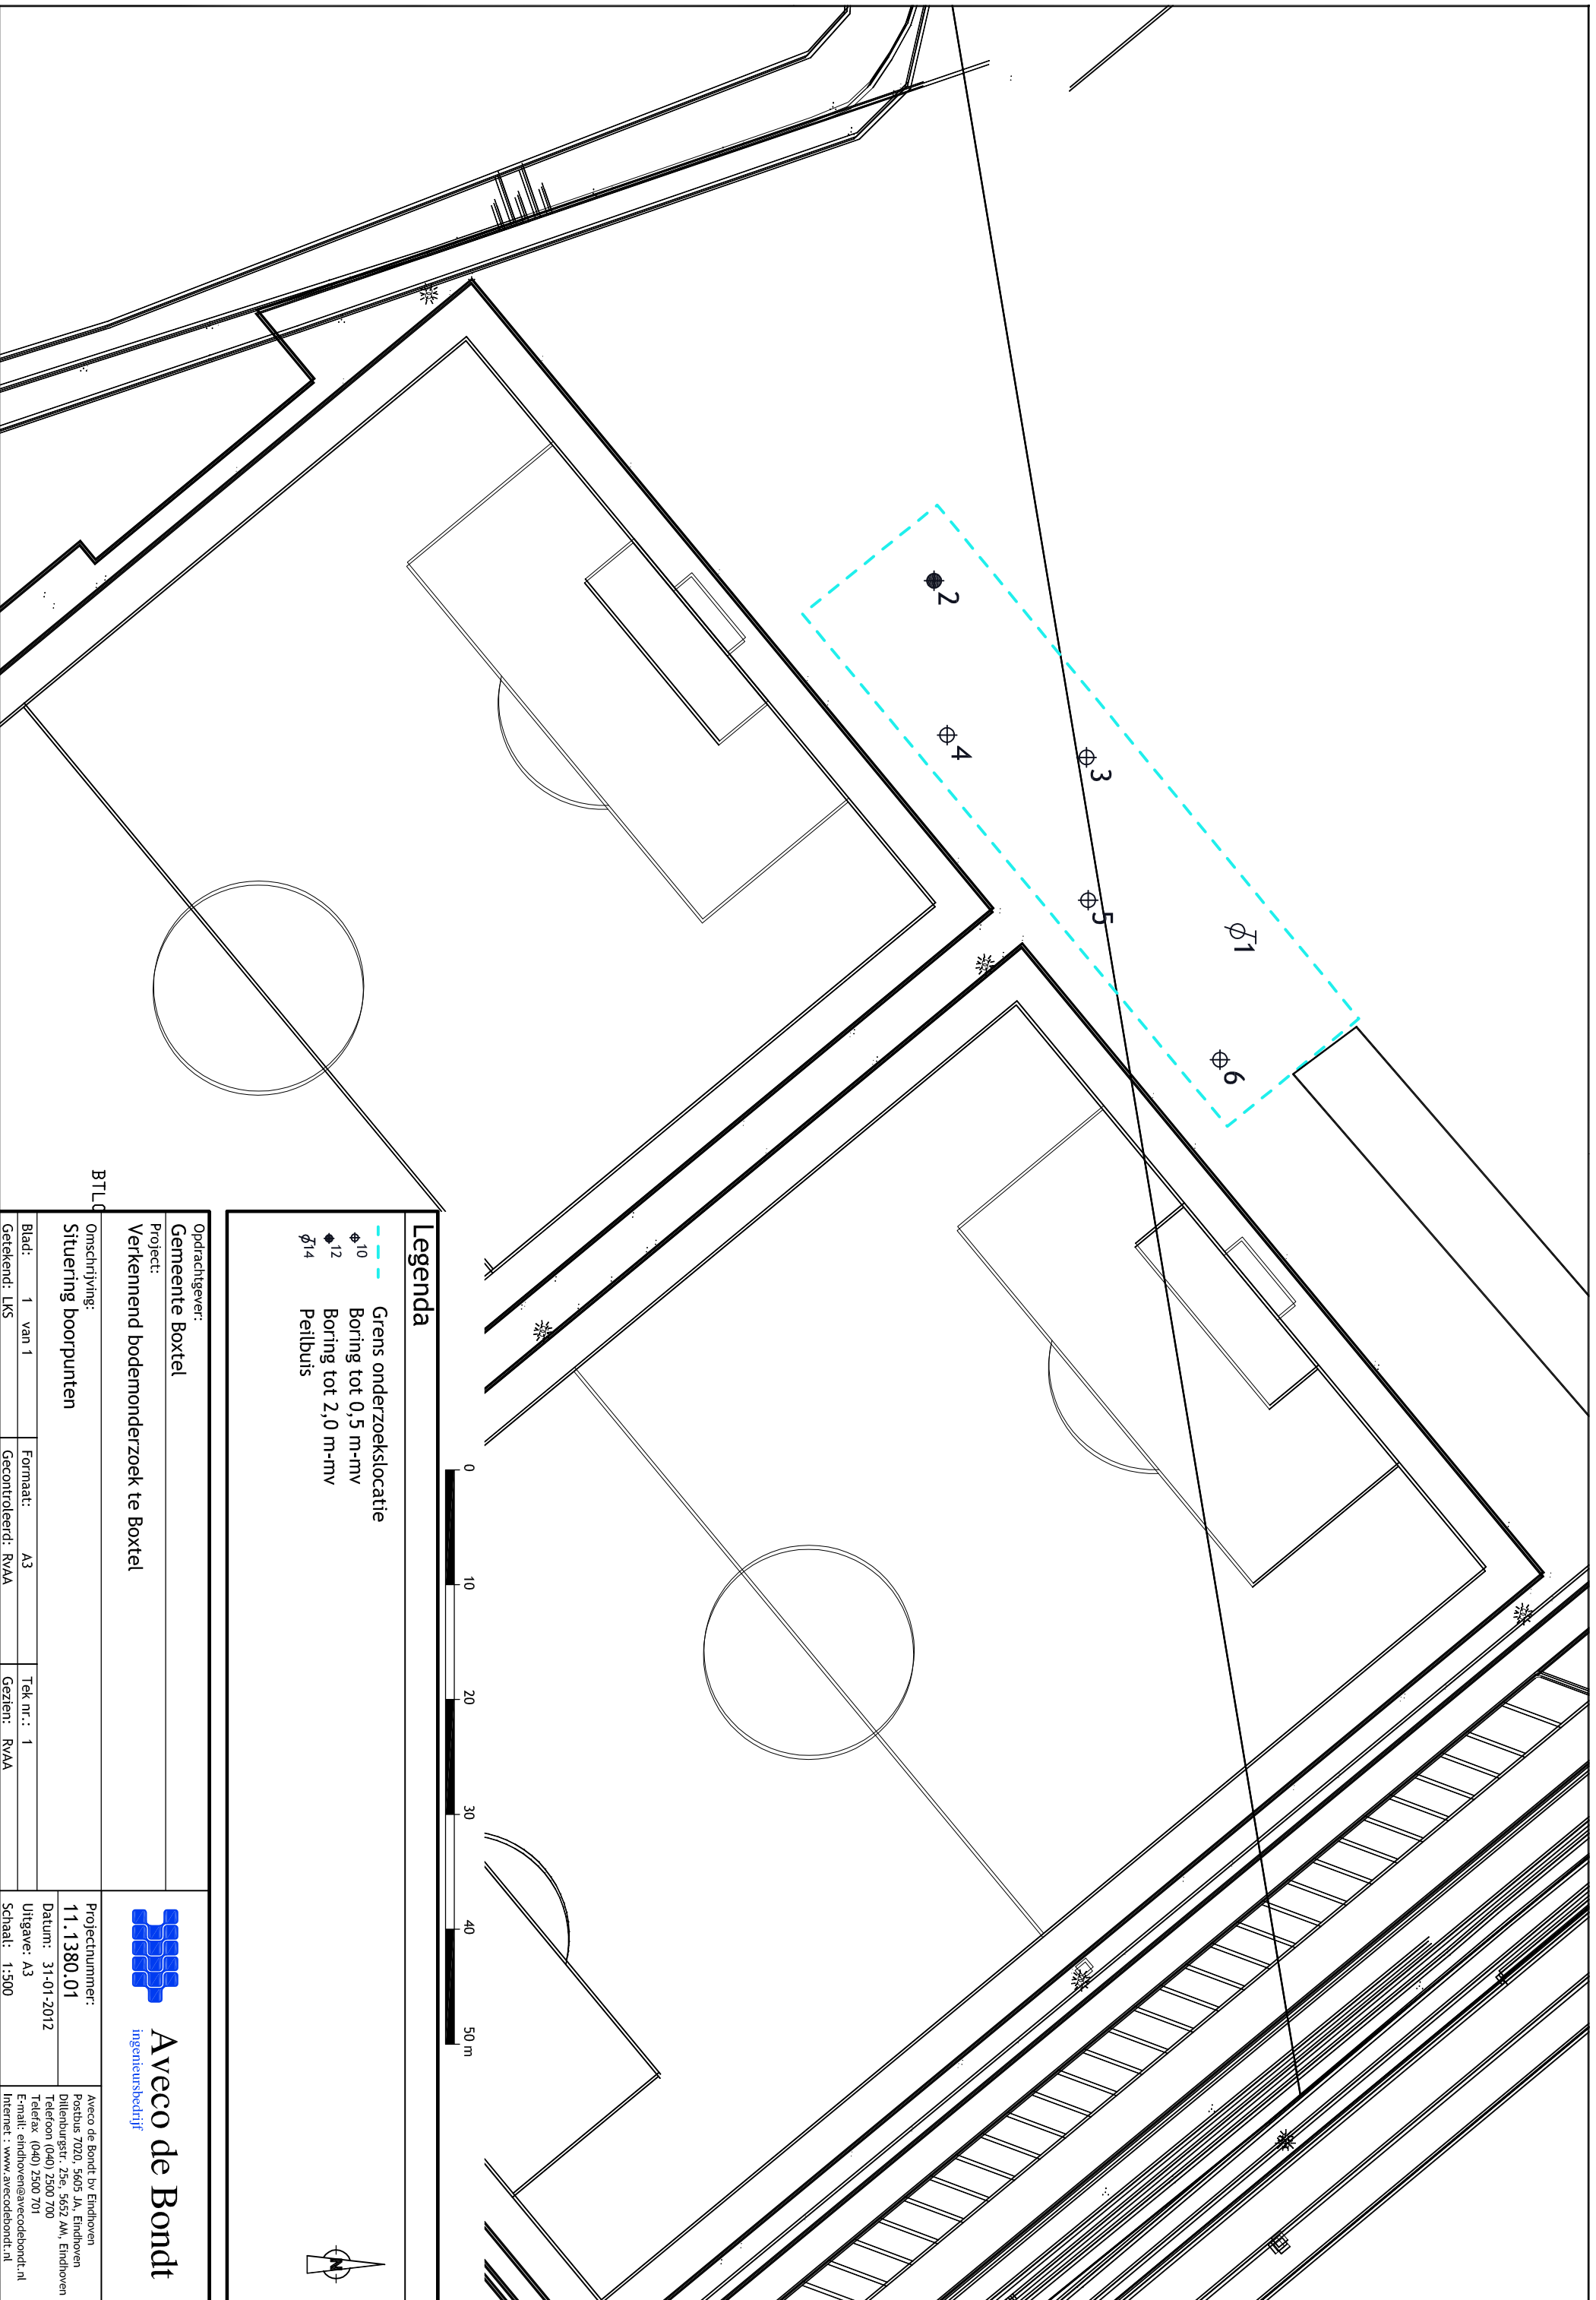 2
4
3
5
1
6
BTL
Legenda
Grens onderzoekslocatie
10 Boring tot 0,5 m-mv
12 Boring tot 2,0 m-mv
14 Peilbuis
0 10 20 30 40 50 m
N
Opdrachtgever:
Gemeente Boxtel
Project:
Verkennend bodemonderzoek te Boxtel
Omschrijving:
Situering boorpunten
Blad: 1 van 1
Formaat: A3
Tek nr.: 1
Getekend: LKS
Gecontroleerd: RvAA
Gezien: RvAA
Aveco de Bondt
ingenieursbedrijf
Projectnummer:
11.1380.01
Datum: 31-01-2012
Uitgave: A3
Schaal: 1:500
Aveco de Bondt bv Eindhoven
Postbus 7020, 5605 JA, Eindhoven
Dillenburgstr. 25e, 5652 AM, Eindhoven
Telefoon (040) 2500 700
Telefax (040) 2500 701
E-mail: eindhoven@avecodebondt.nl
Internet : www.avecodebondt.nl